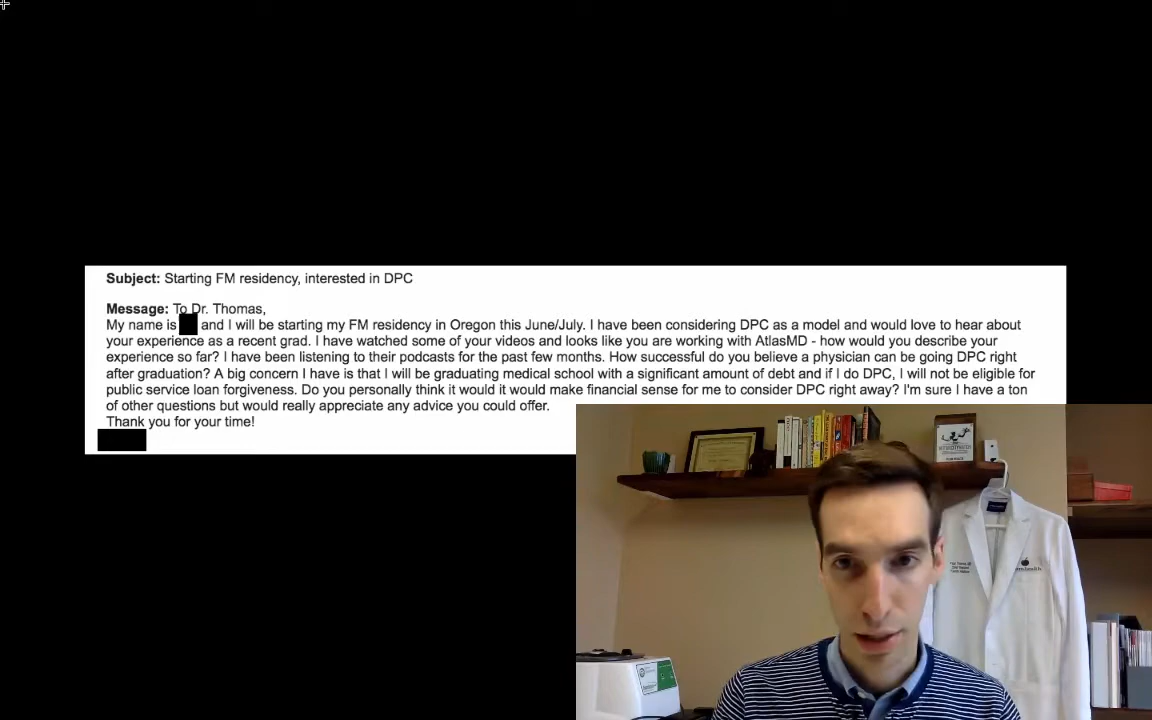 Subject: Starting FM residency, interested in DPC
Message: To Dr. Thomas,
My name is and I will be starting my FM residency in Oregon this June/July. I have been considering DPC as a model and would love to hear about
your experience as a recent grad. I have watched some of your videos and looks like you are working with AtlasMD - how would you describe your
experience so far? I have been listening to their podcasts for the past few months. How successful do you believe a physician can be going DPC right
after graduation? A big concern I have is that I will be graduating medical school with a significant amount of debt and if I do DPC, I will not be eligible for
public service loan forgiveness. Do you personally think it would it would make financial sense for me to consider DPC right away? I'm sure I have a ton
of other questions but would really appreciate any advice you could offer.
Thank you for your time!